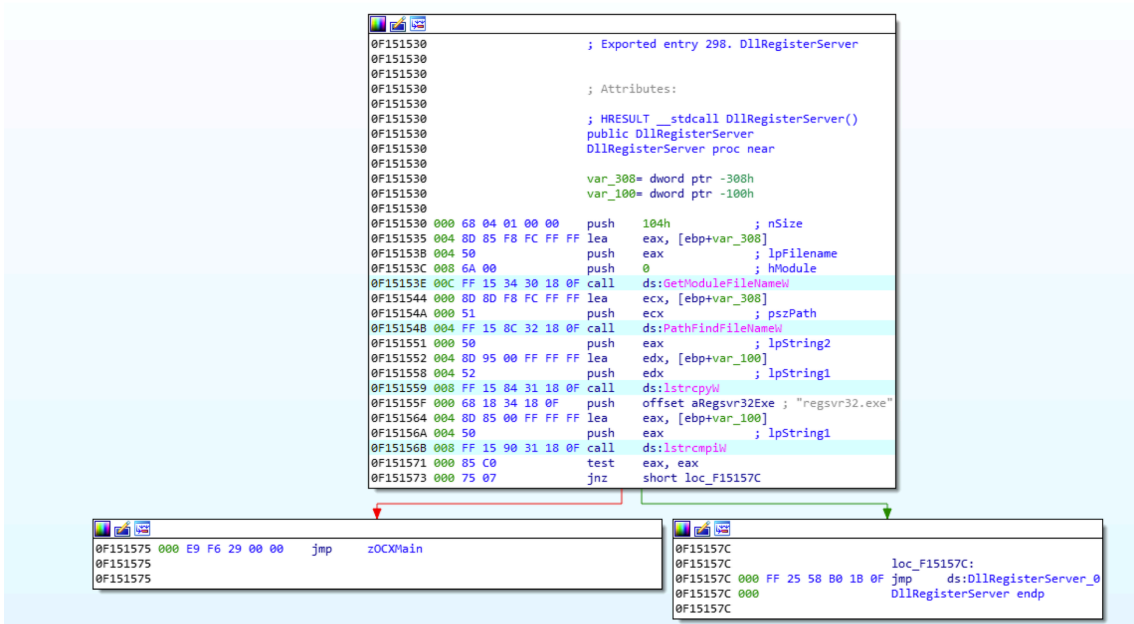 0F151530 ; Exported entry 298. DllRegisterServer
0F151530
0F151530
0F151530 ; Attributes:
0F151530
0F151530 ; HRESULT __stdcall DllRegisterServer()
0F151530 public DllRegisterServer
0F151530 DllRegisterServer proc near
0F151530
0F151530 var_308= dword ptr -308h
0F151530 var_100= dword ptr -100h
0F151530
0F151530 000 68 04 01 00 00 push 104h ; nSize
0F151535 004 8D 85 F8 FC FF FF lea eax, [ebp+var_308]
0F15153B 004 50 push eax ; lpFilename
0F15153C 008 6A 00 push 0 ; hModule
0F15153E 00C FF 15 34 30 18 0F call ds:GetModuleFileNameW
0F151544 000 8D 8D F8 FC FF FF lea ecx, [ebp+var_308]
0F15154A 000 51 push ecx ; pszPath
0F15154B 004 FF 15 8C 32 18 0F call ds:PathFindFileNameW
0F151551 000 50 push eax ; lpString2
0F151552 004 8D 95 00 FF FF FF lea edx, [ebp+var_100]
0F151558 004 52 push edx ; lpString1
0F151559 008 FF 15 84 31 18 0F call ds:lstrcpyW
0F15155F 000 68 18 34 18 0F push offset aRegsvr32Exe ; "regsvr32.exe"
0F151564 004 8D 85 00 FF FF FF lea eax, [ebp+var_100]
0F15156A 004 50 push eax ; lpString1
0F15156B 008 FF 15 90 31 18 0F call ds:lstrcmpiW
0F151571 000 85 C0 test eax, eax
0F151573 000 75 07 jnz short loc_F15157C
0F151575 000 E9 F6 29 00 00 jmp zOCXMain
0F151575
0F151575
0F15157C
0F15157C loc_F15157C:
0F15157C 000 FF 25 58 B0 1B 0F jmp ds:DllRegisterServer_0
0F15157C 000 DllRegisterServer endp
0F15157C